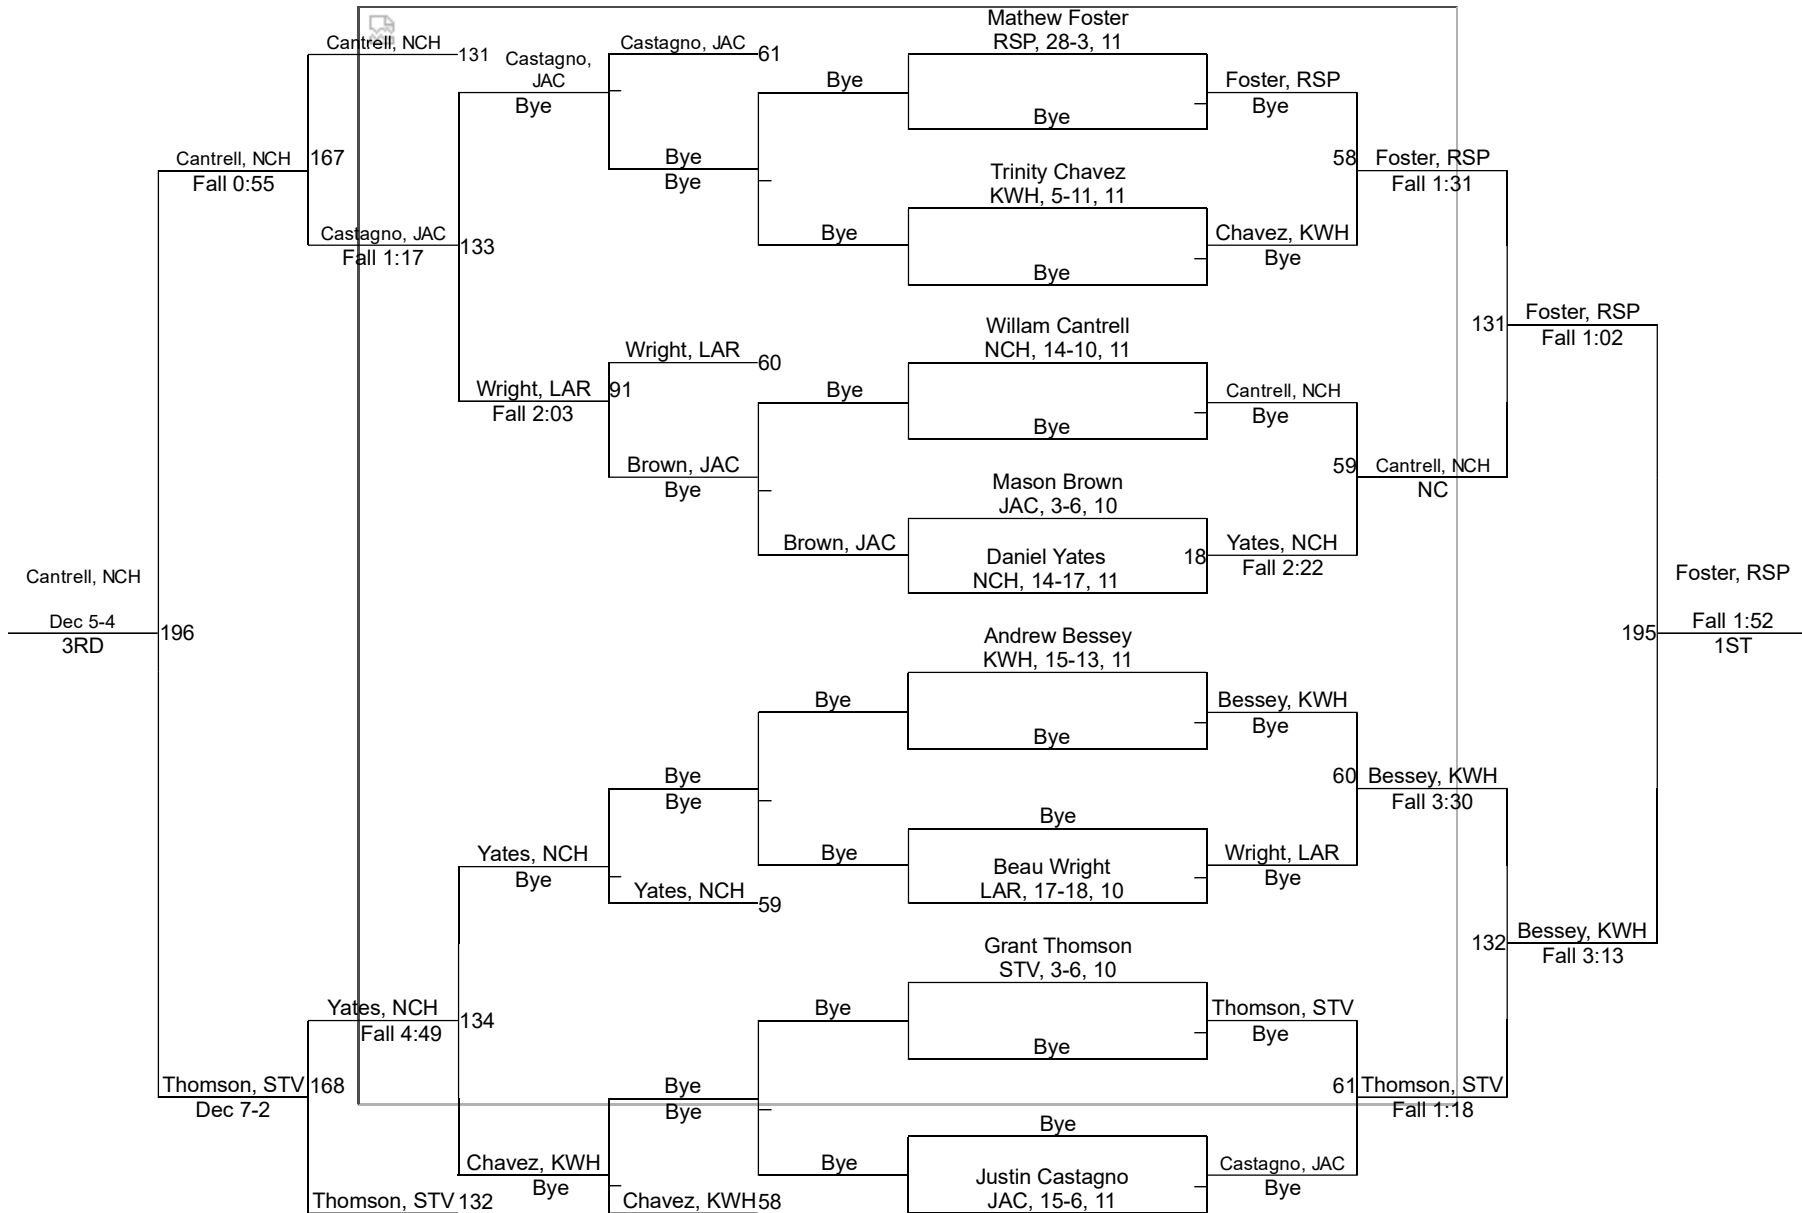 Mathew Foster
RSP, 28-3, 11
Cantrell, NCH
131
Castagno,
JAC
Bye
Castagno, JAC
61
Bye
Bye
Foster, RSP
Bye
Cantrell, NCH
Fall 0:55
167
Bye
Bye
Trinity Chavez
KWH, 5-11, 11
58
Foster, RSP
Fall 1:31
Castagno, JAC
Fall 1:17
133
Bye
Bye
Chavez, KWH
Bye
Willam Cantrell
NCH, 14-10, 11
131
Foster, RSP
Fall 1:02
Wright, LAR
60
Wright, LAR
Fall 2:03
91
Bye
Bye
Cantrell, NCH
Bye
Brown, JAC
Bye
Mason Brown
JAC, 3-6, 10
59
Cantrell, NCH
NC
Brown, JAC
Daniel Yates
NCH, 14-17, 11
18
Yates, NCH
Fall 2:22
Cantrell, NCH
Dec 5-4
3RD
196
Foster, RSP
195
Fall 1:52
1ST
Andrew Bessey
KWH, 15-13, 11
Bye
Bye
Bessey, KWH
Bye
Bye
Bye
60
Bessey, KWH
Fall 3:30
Bye
Yates, NCH
Bye
Bye
Beau Wright
LAR, 17-18, 10
Wright, LAR
Bye
Yates, NCH
59
Grant Thomson
STV, 3-6, 10
132
Bessey, KWH
Fall 3:13
Yates, NCH
Fall 4:49
134
Bye
Bye
Thomson, STV
Bye
Thomson, STV
Dec 7-2
168
Bye
Bye
61
Thomson, STV
Fall 1:18
Bye
Chavez, KWH
Bye
Bye
Justin Castagno
JAC, 15-6, 11
Castagno, JAC
Bye
Thomson, STV
132
Chavez, KWH
58